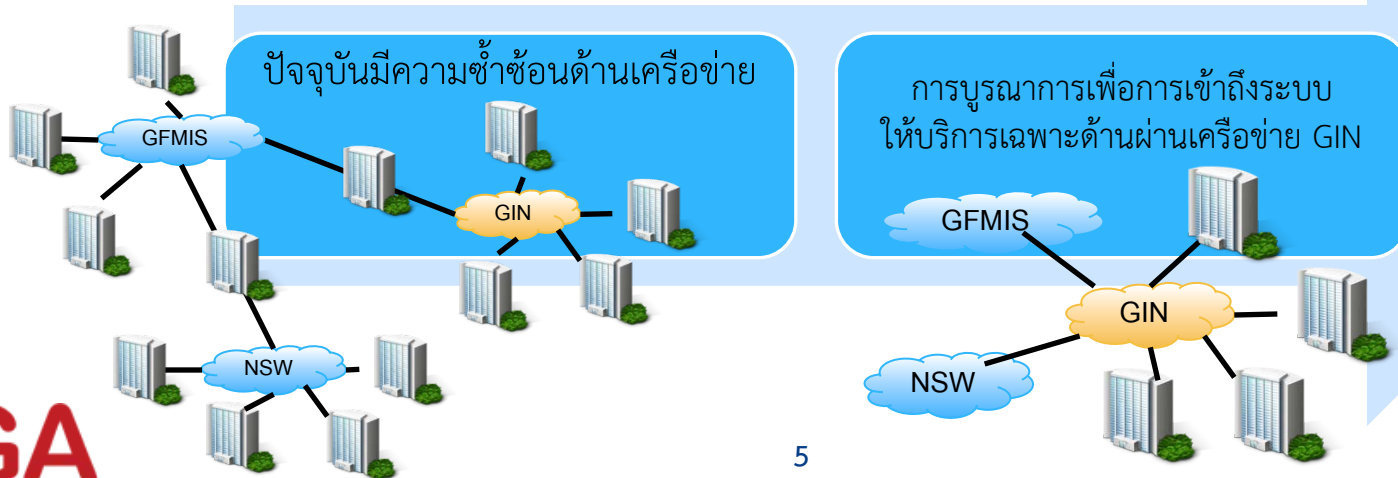 ปัจจุบันมีความซ้ำซ้อนด้านเครือข่าย
GFMIS
GIN
NSW
การบูรณาการเพื่อการเข้าถึงระบบ
ให้บริการเฉพาะด้านผ่านเครือข่าย GIN
GFMIS
GIN
NSW
GA
5